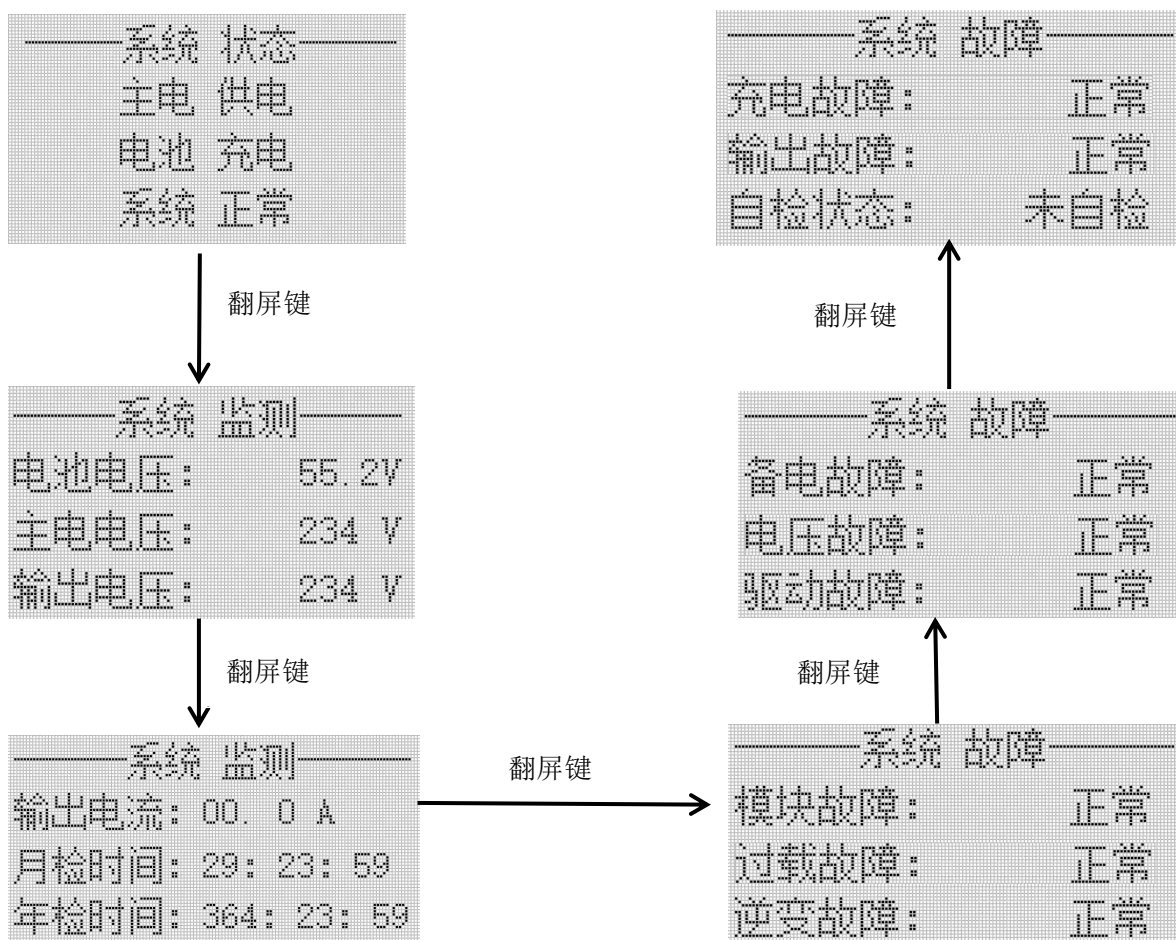 系统 状态
主电 供电
电池 充电
系统 正常
翻屏键
系统 监测
电池电压： 55.2V
主电电压： 234 V
输出电压： 234 V
翻屏键
系统 监测
输出电流：00. 0 A
月检时间：29：23：59
年检时间：364：23：59
翻屏键
系统 故障
模块故障： 正常
过载故障： 正常
逆变故障： 正常
翻屏键
系统 故障
备电故障： 正常
电压故障： 正常
驱动故障： 正常
翻屏键
系统 故障
充电故障： 正常
输出故障： 正常
自检状态： 未自检